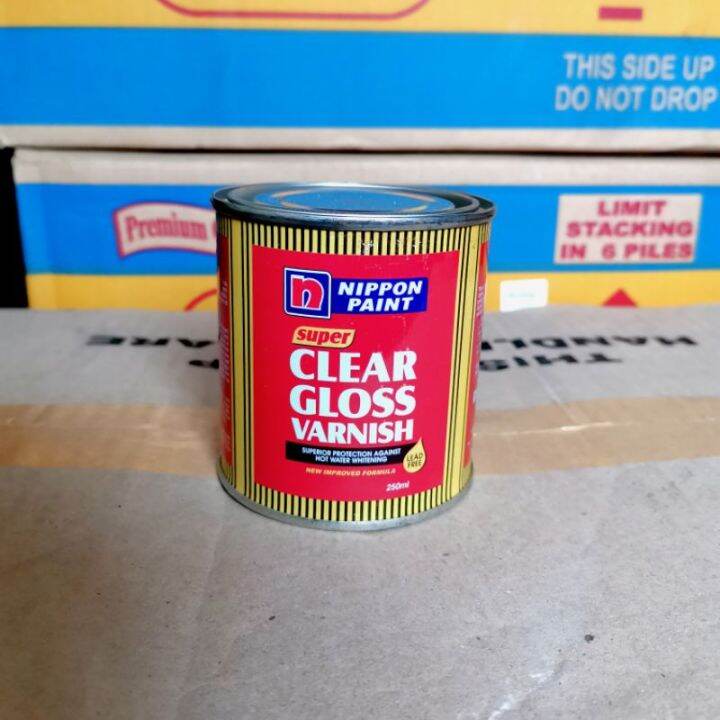 THIS SIDE UP
DO NOT DROP
Premium
LIMIT
STACKING
IN 6 PILES
n
NIPPON
PAINT
super
CLEAR
GLOSS
VARNISH
SUPERIOR PROTECTION AGAINST
HOT WATER WHITENING
LEAD
FREE
NEW IMPROVED FORMULA
250ml